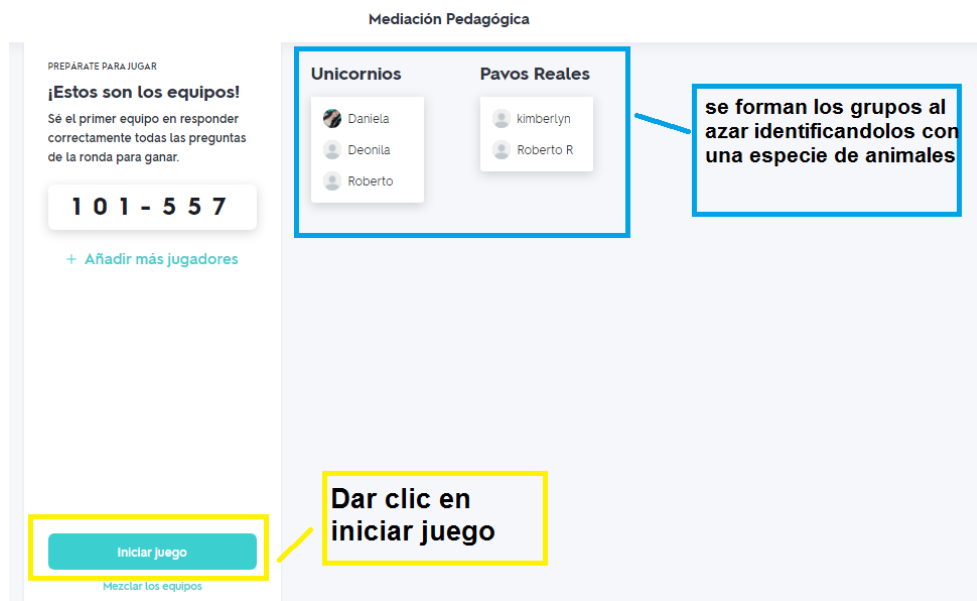 Mediación Pedagógica
PREPÁRATE PARA JUGAR
¡Estos son los equipos!
Sé el primer equipo en responder
correctamente todas las preguntas
de la ronda para ganar.
101-557
+ Añadir más jugadores
Unicornios
Daniela
Deonila
Roberto
Pavos Reales
kimberlyn
Roberto R
se forman los grupos al
azar identificandolos con
una especie de animales
Dar clic en
iniciar juego
Iniciar juego
Mezclar los equipos